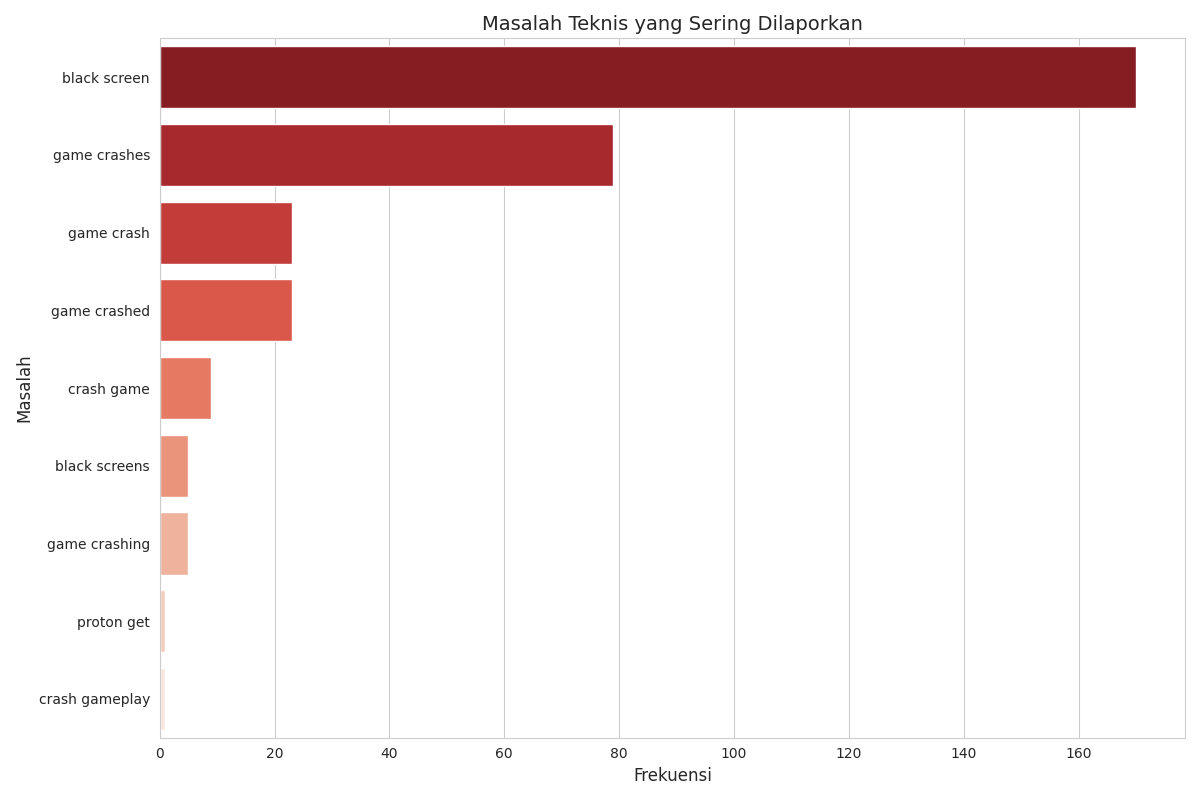 Masalah Teknis yang Sering Dilaporkan
Masalah
black screen
game crashes
game crash
game crashed
crash game
black screens
game crashing
proton get
crash gameplay
0 20 40 60 80 100 120 140 160
Frekuensi